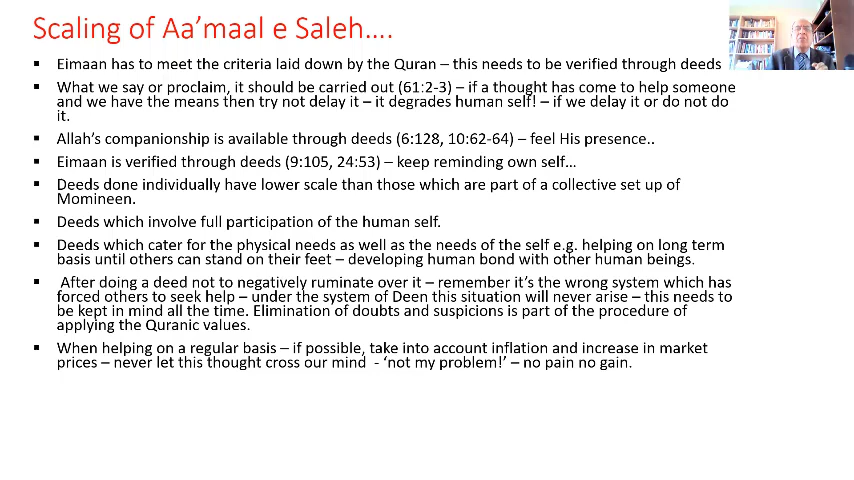 Scaling of Aa’maal e Saleh….
▪ Eimaan has to meet the criteria laid down by the Quran – this needs to be verified through deeds
▪ What we say or proclaim, it should be carried out (61:2-3) – if a thought has come to help someone
and we have the means then try not delay it – it degrades human self! – if we delay it or do not do
it.
▪ Allah’s companionship is available through deeds (6:128, 10:62-64) – feel His presence..
▪ Eimaan is verified through deeds (9:105, 24:53) – keep reminding own self…
▪ Deeds done individually have lower scale than those which are part of a collective set up of
Momineen.
▪ Deeds which involve full participation of the human self.
▪ Deeds which cater for the physical needs as well as the needs of the self e.g. helping on long term
basis until others can stand on their feet – developing human bond with other human beings.
▪ After doing a deed not to negatively ruminate over it – remember it’s the wrong system which has
forced others to seek help – under the system of Deen this situation will never arise – this needs to
be kept in mind all the time. Elimination of doubts and suspicions is part of the procedure of
applying the Quranic values.
▪ When helping on a regular basis – if possible, take into account inflation and increase in market
prices – never let this thought cross our mind - ‘not my problem!’ – no pain no gain.